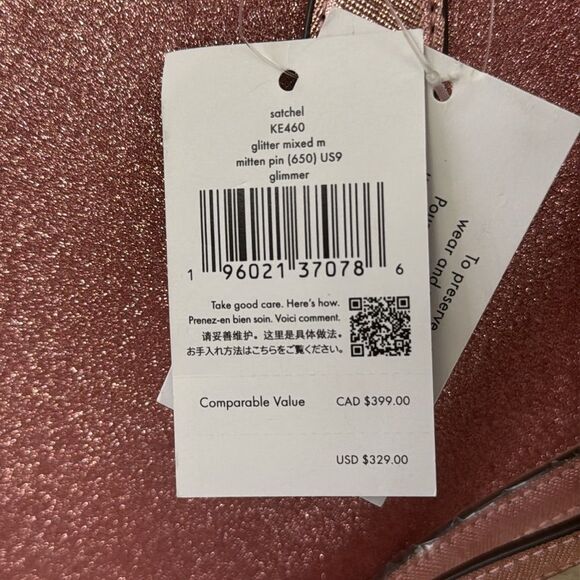 satchel
KE460
glitter mixed m
mitten pin (650) US9
glimmer
1 96021 37078 6
Take good care. Here's how.
Prenez-en bien soin. Voici comment.
请妥善维护。这里是具体做法。
お手入れ方法はこちらをご覧ください。
Comparable Value CAD $399.00
USD $329.00
To preserve
wear and